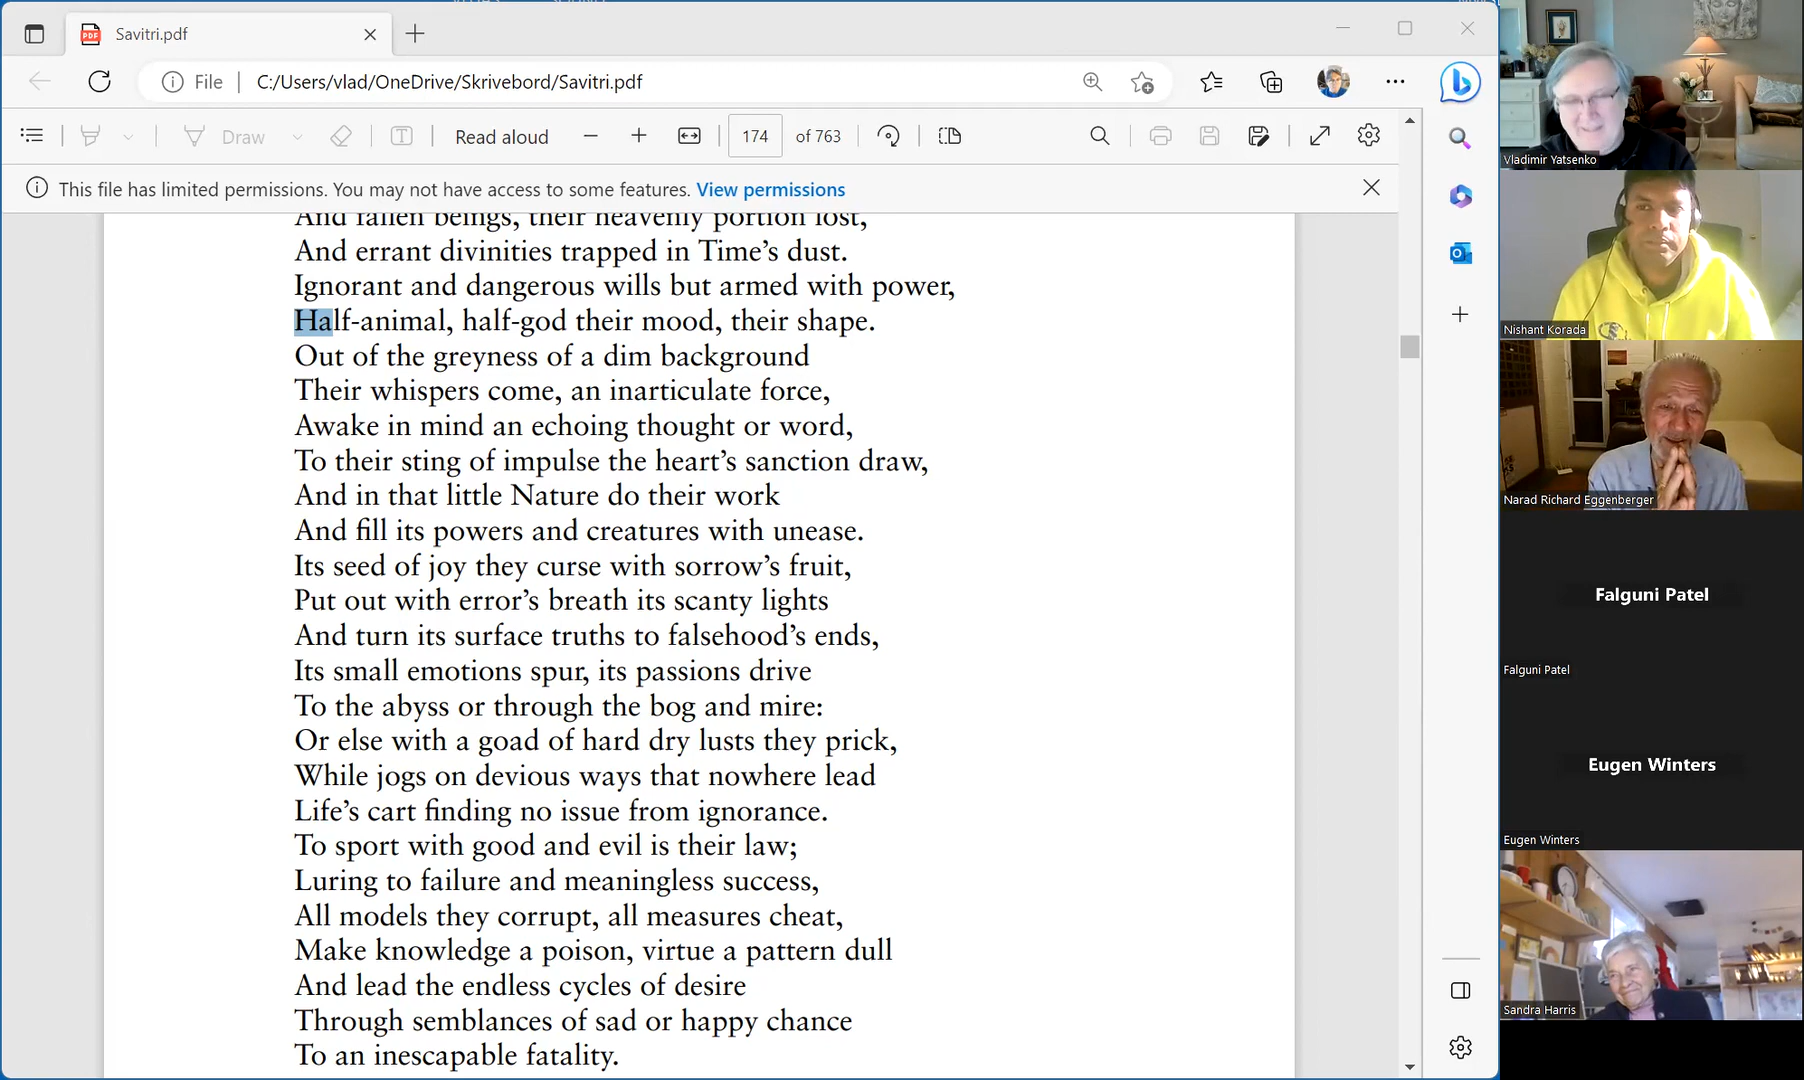 Savitri.pdf
File
C:/Users/vlad/OneDrive/Skrivebord/Savitri.pdf
Draw
Read aloud
174
of 763
This file has limited permissions. You may not have access to some features. View permissions
And fallen beings, their heavenly portion lost,
And errant divinities trapped in Time’s dust.
Ignorant and dangerous wills but armed with power,
Half-animal, half-god their mood, their shape.
Out of the greyness of a dim background
Their whispers come, an inarticulate force,
Awake in mind an echoing thought or word,
To their sting of impulse the heart’s sanction draw,
And in that little Nature do their work
And fill its powers and creatures with unease.
Its seed of joy they curse with sorrow’s fruit,
Put out with error’s breath its scanty lights
And turn its surface truths to falsehood’s ends,
Its small emotions spur, its passions drive
To the abyss or through the bog and mire:
Or else with a goad of hard dry lusts they prick,
While jogs on devious ways that nowhere lead
Life’s cart finding no issue from ignorance.
To sport with good and evil is their law;
Luring to failure and meaningless success,
All models they corrupt, all measures cheat,
Make knowledge a poison, virtue a pattern dull
And lead the endless cycles of desire
Through semblances of sad or happy chance
To an inescapable fatality.
Vladimir Yatsenko
Nishant Korada
Narad Richard Eggenberger
Falguni Patel
Falguni Patel
Eugen Winters
Eugen Winters
Sandra Harris